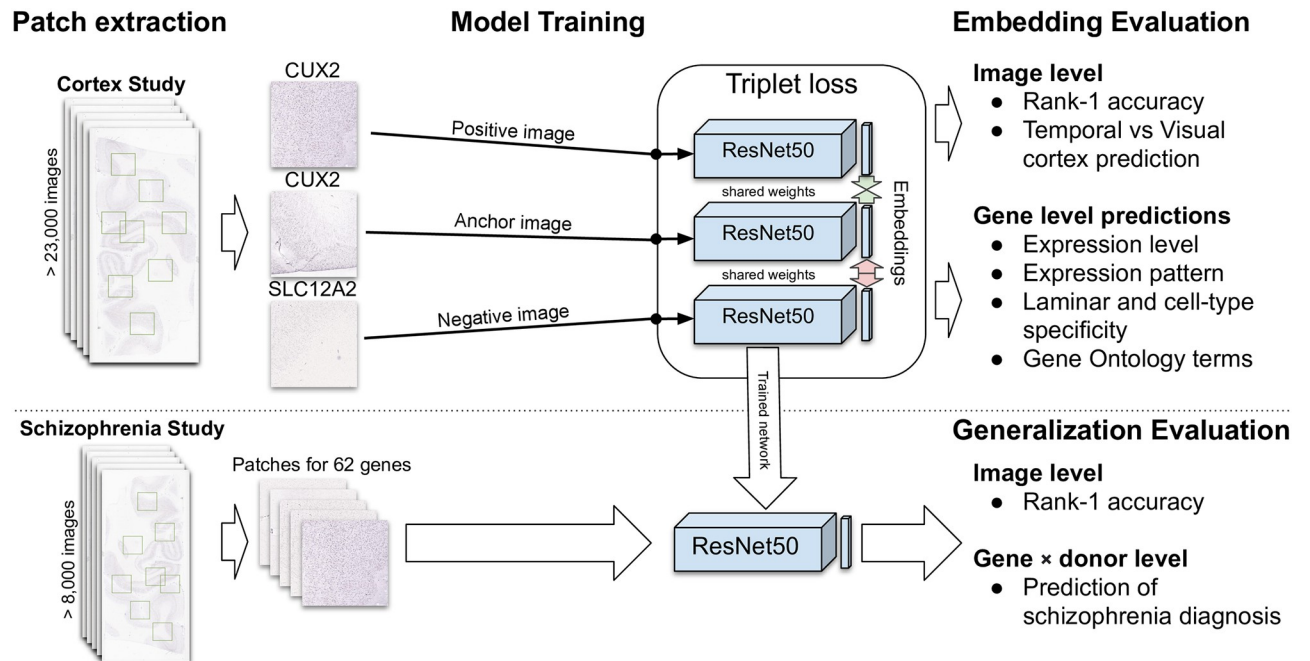 Patch extraction
Model Training
Embedding Evaluation
Cortex Study
> 23,000 images
CUX2
CUX2
SLC12A2
Positive image
Anchor image
Negative image
Triplet loss
ResNet50
shared weights
ResNet50
shared weights
ResNet50
Embeddings
Trained network
Image level
● Rank-1 accuracy
● Temporal vs Visual
cortex prediction
Gene level predictions
● Expression level
● Expression pattern
● Laminar and cell-type
specificity
● Gene Ontology terms
Schizophrenia Study
> 8,000 images
Patches for 62 genes
ResNet50
Generalization Evaluation
Image level
● Rank-1 accuracy
Gene × donor level
● Prediction of
schizophrenia diagnosis